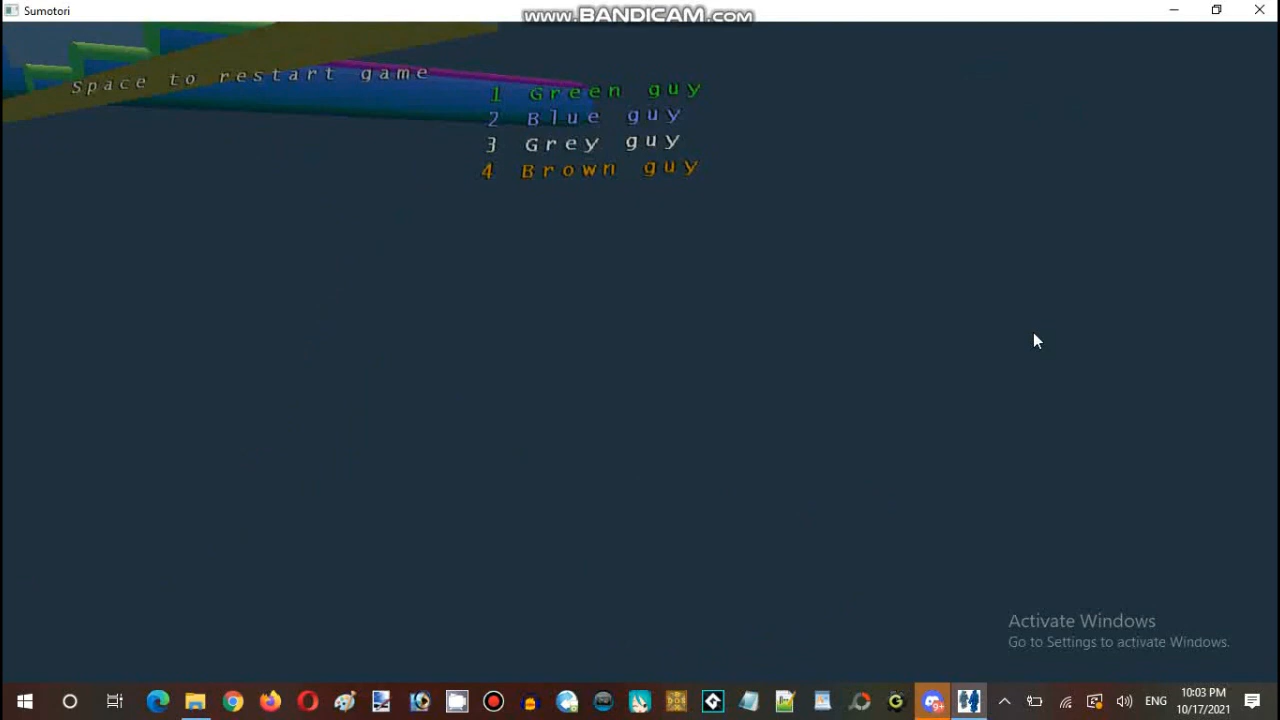 Sumotori
www.BANDICAM.COM
Space to restart game
1 Green guy
2 Blue guy
3 Grey guy
4 Brown guy
Activate Windows
Go to Settings to activate Windows.
9+
ENG
10:03 PM
10/17/2021